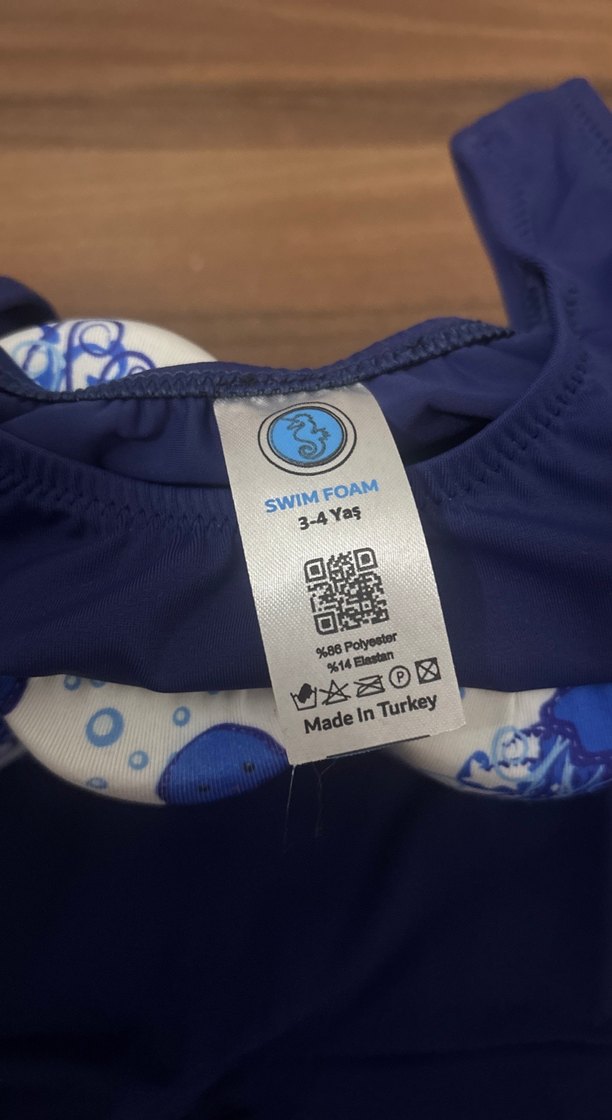 SWIM FOAM
3-4 Yaş
%86 Polyester
%14 Elastan
P
Made In Turkey